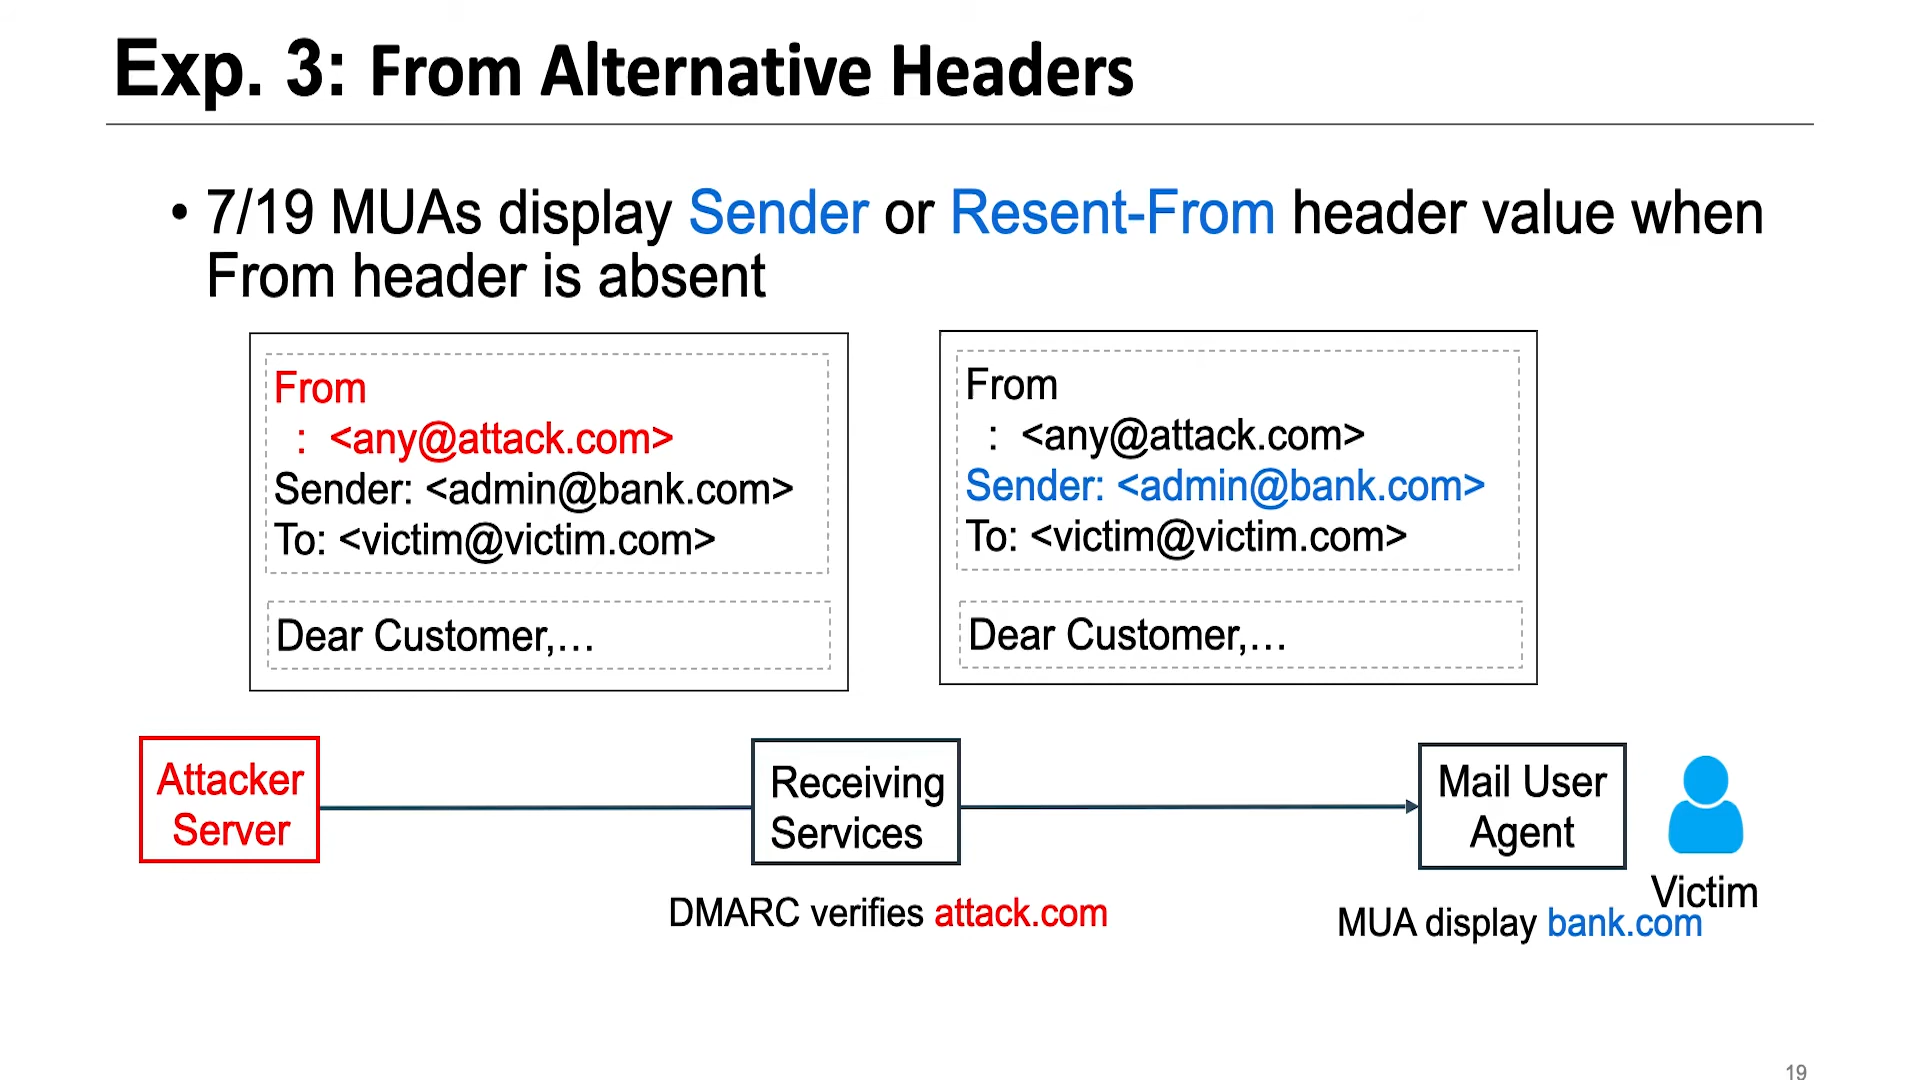 Exp. 3: From Alternative Headers
• 7/19 MUAs display Sender or Resent-From header value when
From header is absent
From
: <any@attack.com>
Sender: <admin@bank.com>
To: <victim@victim.com>
Dear Customer,…
From
: <any@attack.com>
Sender: <admin@bank.com>
To: <victim@victim.com>
Dear Customer,…
Attacker
Server
Receiving
Services
Mail User
Agent
Victim
DMARC verifies attack.com
MUA display bank.com
19